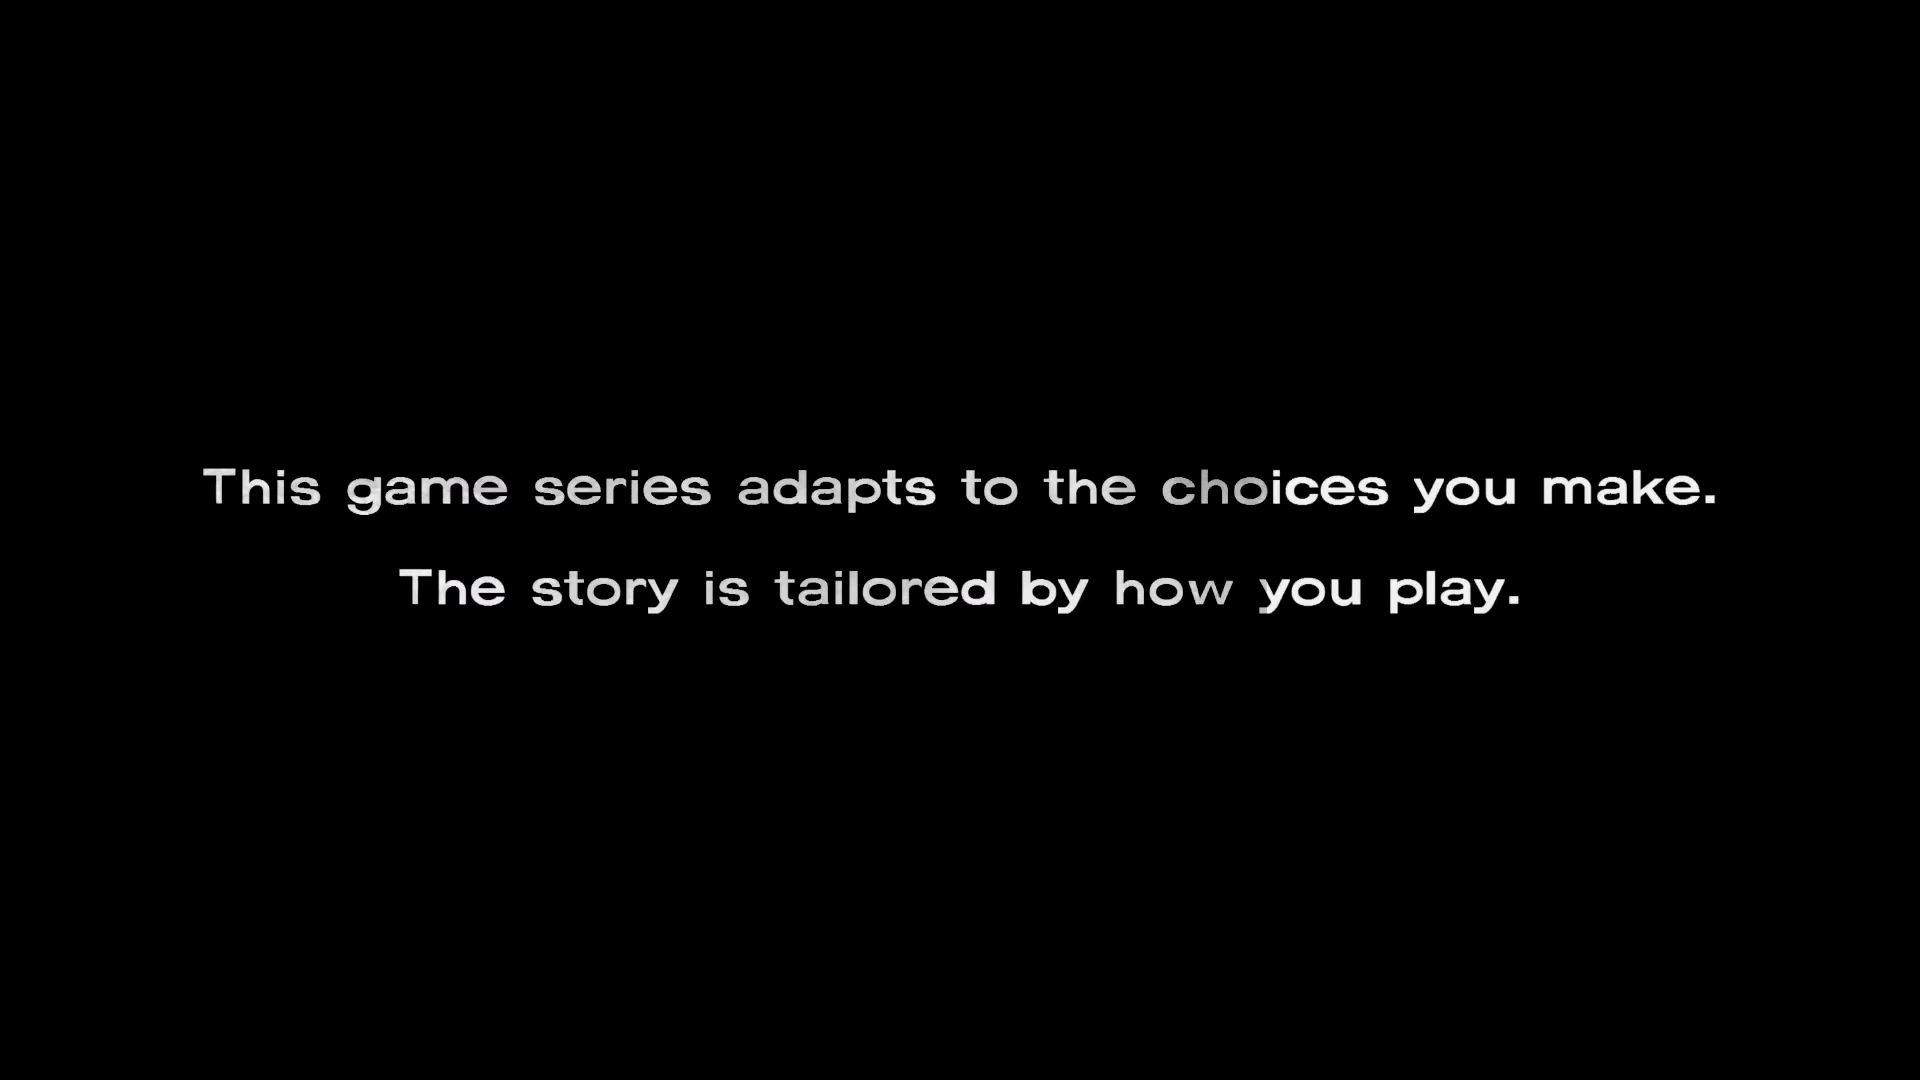 This game series adapts to the choices you make.
The story is tailored by how you play.